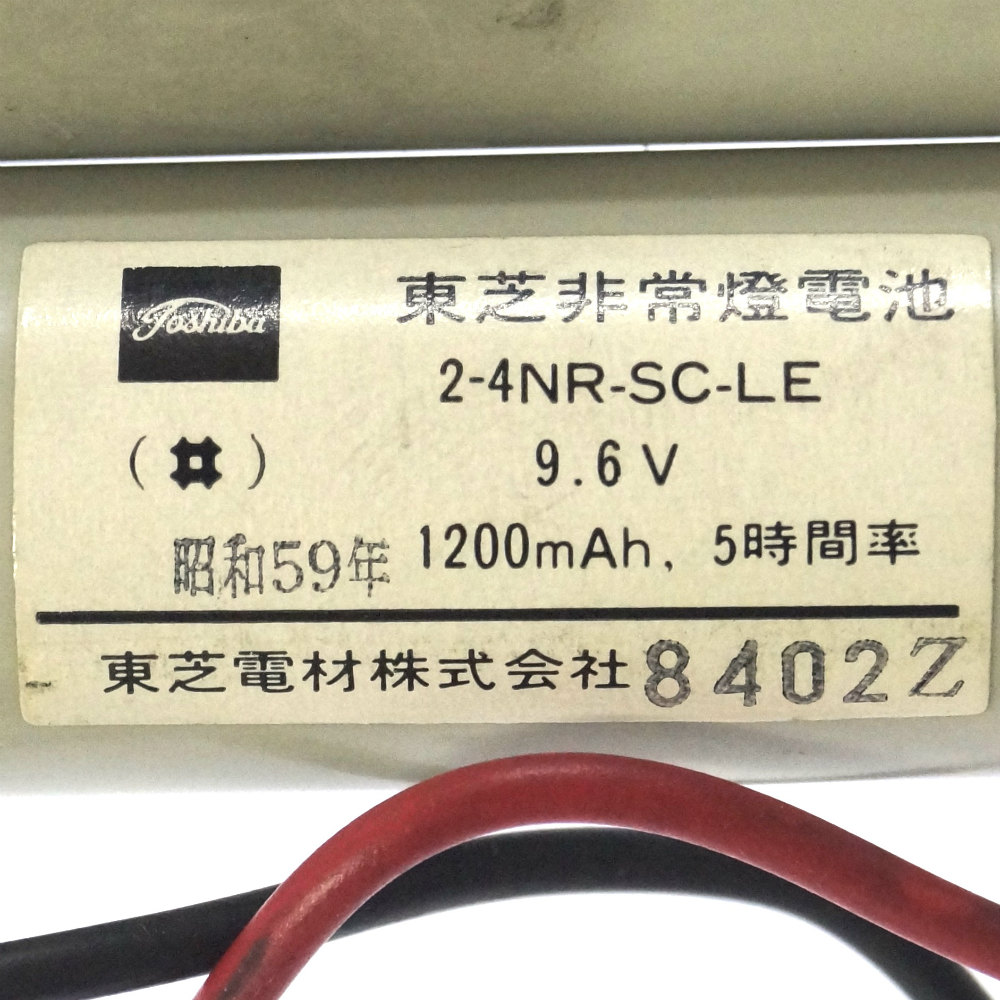 Toshiba
東芝非常燈電池
2-4NR-SC-LE
9.6V
昭和59年
1200mAh, 5時間率
東芝電材株式会社
8402Z